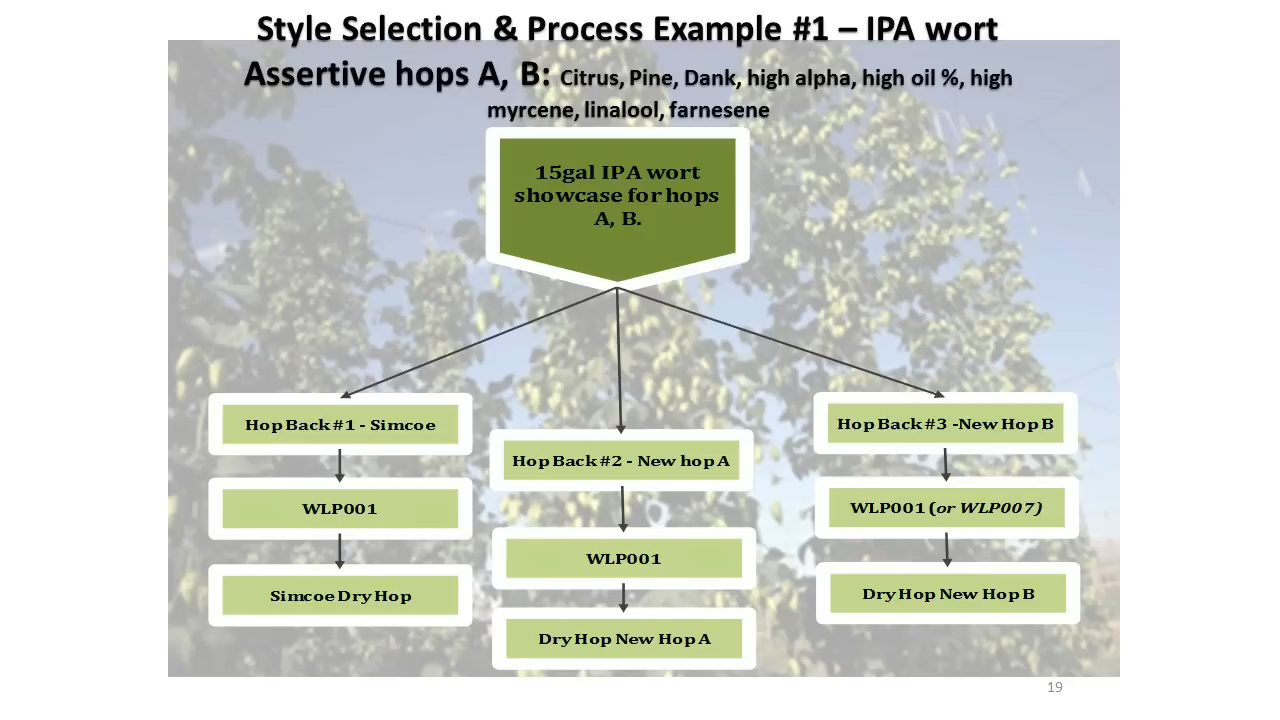 Style Selection & Process Example #1 – IPA wort
Assertive hops A, B: Citrus, Pine, Dank, high alpha, high oil %, high
myrcene, linalool, farnesene
15gal IPA wort
showcase for hops
A, B.
Hop Back #1 - Simcoe
WLP001
Simcoe Dry Hop
Hop Back #2 - New hop A
WLP001
Dry Hop New Hop A
Hop Back #3 -New Hop B
WLP001 (or WLP007)
Dry Hop New Hop B
19